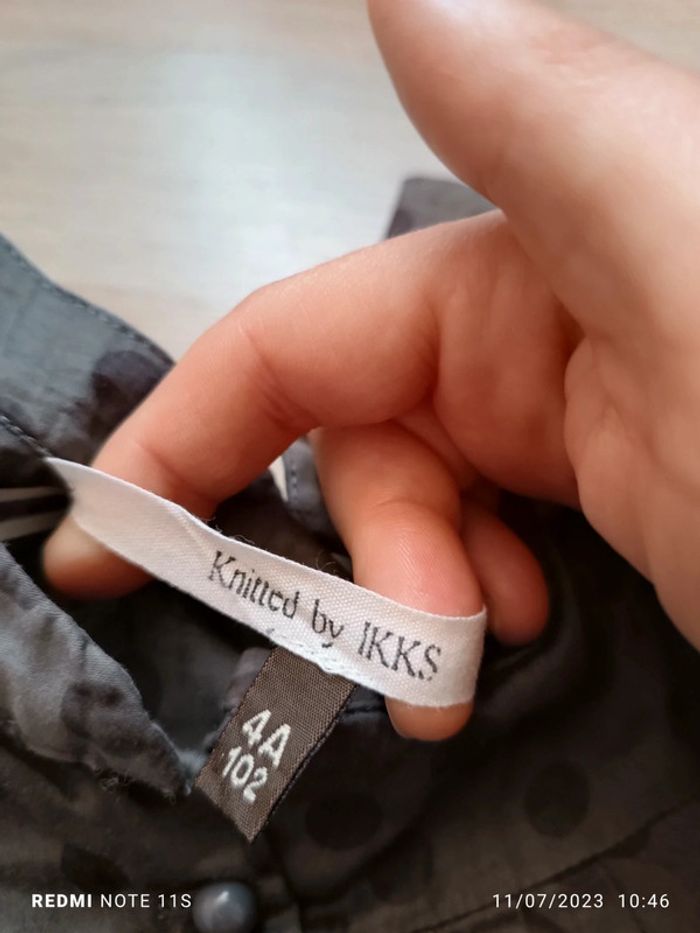 Knitted by IKKS
4A
102
REDMI NOTE 11S
11/07/2023 10:46